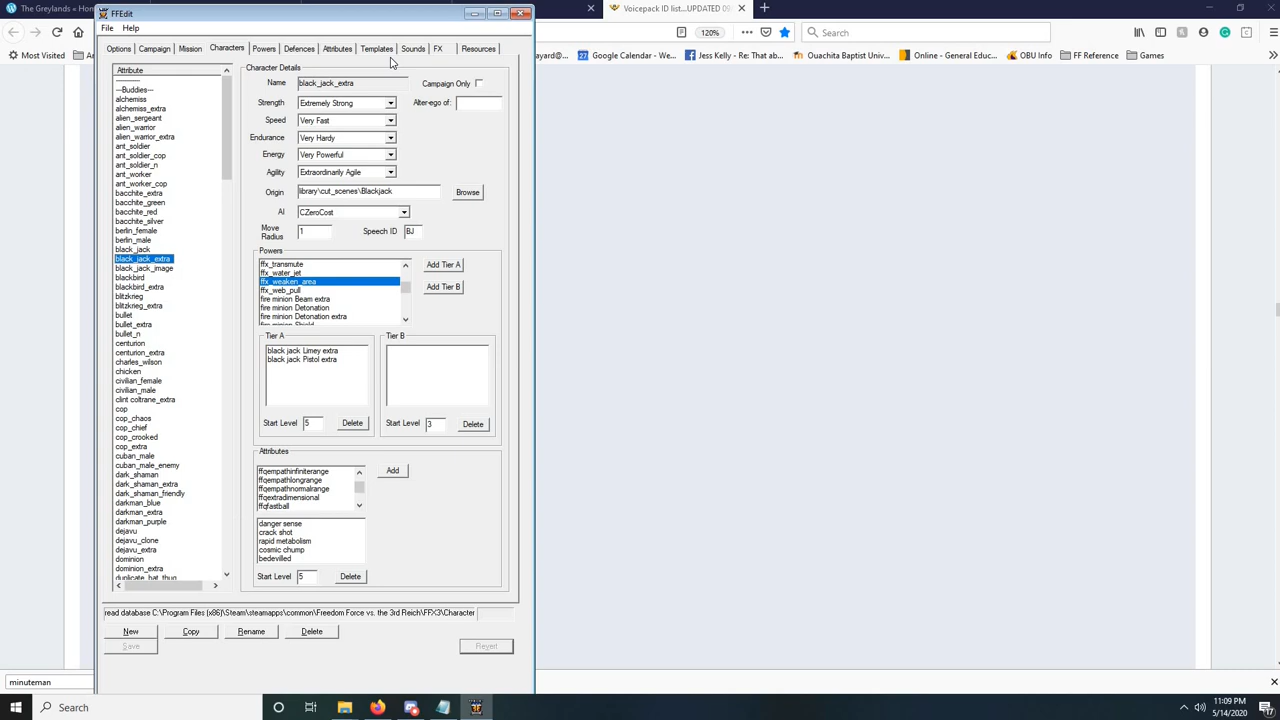 The Greylands « Hom
FFEdit
Voicepack ID list...UPDATED 09
File Help
120%
Search
Options Campaign Mission Characters Powers Defences Attributes Templates Sounds FX Resources
Most Visited
Google Calendars
Jess Kelly - Re: That ab...
Ouachita Baptist Univ...
Online - General Educ...
FF Reference
Games
Attribute
---Buddies---
alchemiss
alchemiss_extra
alien_sergeant
alien_warrior
alien_warrior_extra
ant_soldier
ant_soldier_cop
ant_soldier_n
ant_worker
ant_worker_cop
bacchite_extra
bacchite_green
bacchite_red
bacchite_silver
berlin_female
berlin_male
black_jack
black_jack_extra
black_jack_image
blackbird
blackbird_extra
blitzkrieg
blitzkrieg_extra
bullet
bullet_extra
bullet_n
centurion
centurion_extra
charles_wilson
chicken
civilian_female
civilian_male
clint coltrane_extra
cop
cop_chaos
cop_chief
cop_crooked
cop_extra
cuban_male
cuban_male_enemy
dark_shaman
dark_shaman_extra
dark_shaman_friendly
darkman_blue
darkman_extra
darkman_purple
dejavu
dejavu_clone
dejavu_extra
dominion
dominion_extra
duplicate_hat_thug
Character Details
Name black_jack_extra Campaign Only
Strength Extremely Strong Alter-ego of:
Speed Very Fast
Endurance Very Hardy
Energy Very Powerful
Agility Extraordinarily Agile
Origin library\cut_scenes\Blackjack Browse
AI CZeroCost
Move Radius 1 Speech ID BJ
Powers
ffx_transmute
ffx_water_jet
ffx_weaken_area
ffx_web_pull
fire minion Beam extra
fire minion Detonation
fire minion Detonation extra
fire minion Shield
Add Tier A
Add Tier B
Tier A
black jack Limey extra
black jack Pistol extra
Start Level 5 Delete
Tier B
Start Level 3 Delete
Attributes
ffqempathinfiniterange
ffqempathlongrange
ffqempathnormalrange
ffqextradimensional
ffqfastball
Add
danger sense
crack shot
rapid metabolism
cosmic chump
bedevilled
Start Level 5 Delete
read database C:\Program Files (x86)\Steam\steamapps\common\Freedom Force vs. the 3rd Reich\FFX3\Character
New Copy Rename Delete
Save Revert
minuteman
Search
11:09 PM
5/14/2020
17